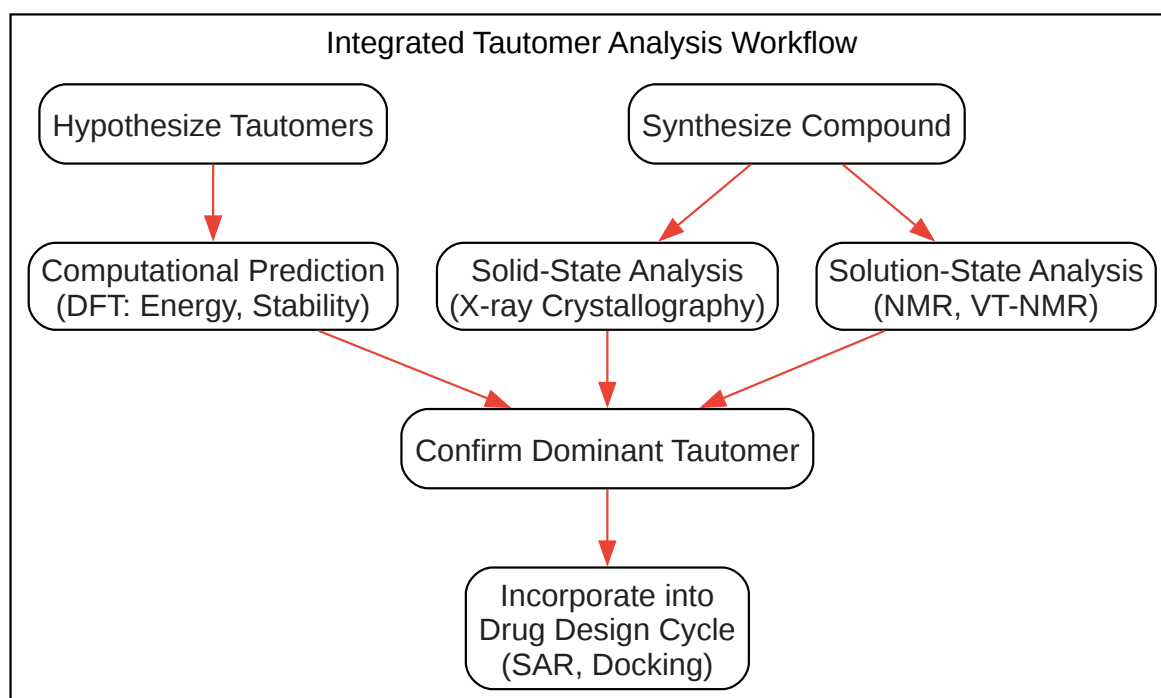 Integrated Tautomer Analysis Workflow
Hypothesize Tautomers
Synthesize Compound
Computational Prediction
(DFT: Energy, Stability)
Solid-State Analysis
(X-ray Crystallography)
Solution-State Analysis
(NMR, VT-NMR)
Confirm Dominant Tautomer
Incorporate into
Drug Design Cycle
(SAR, Docking)